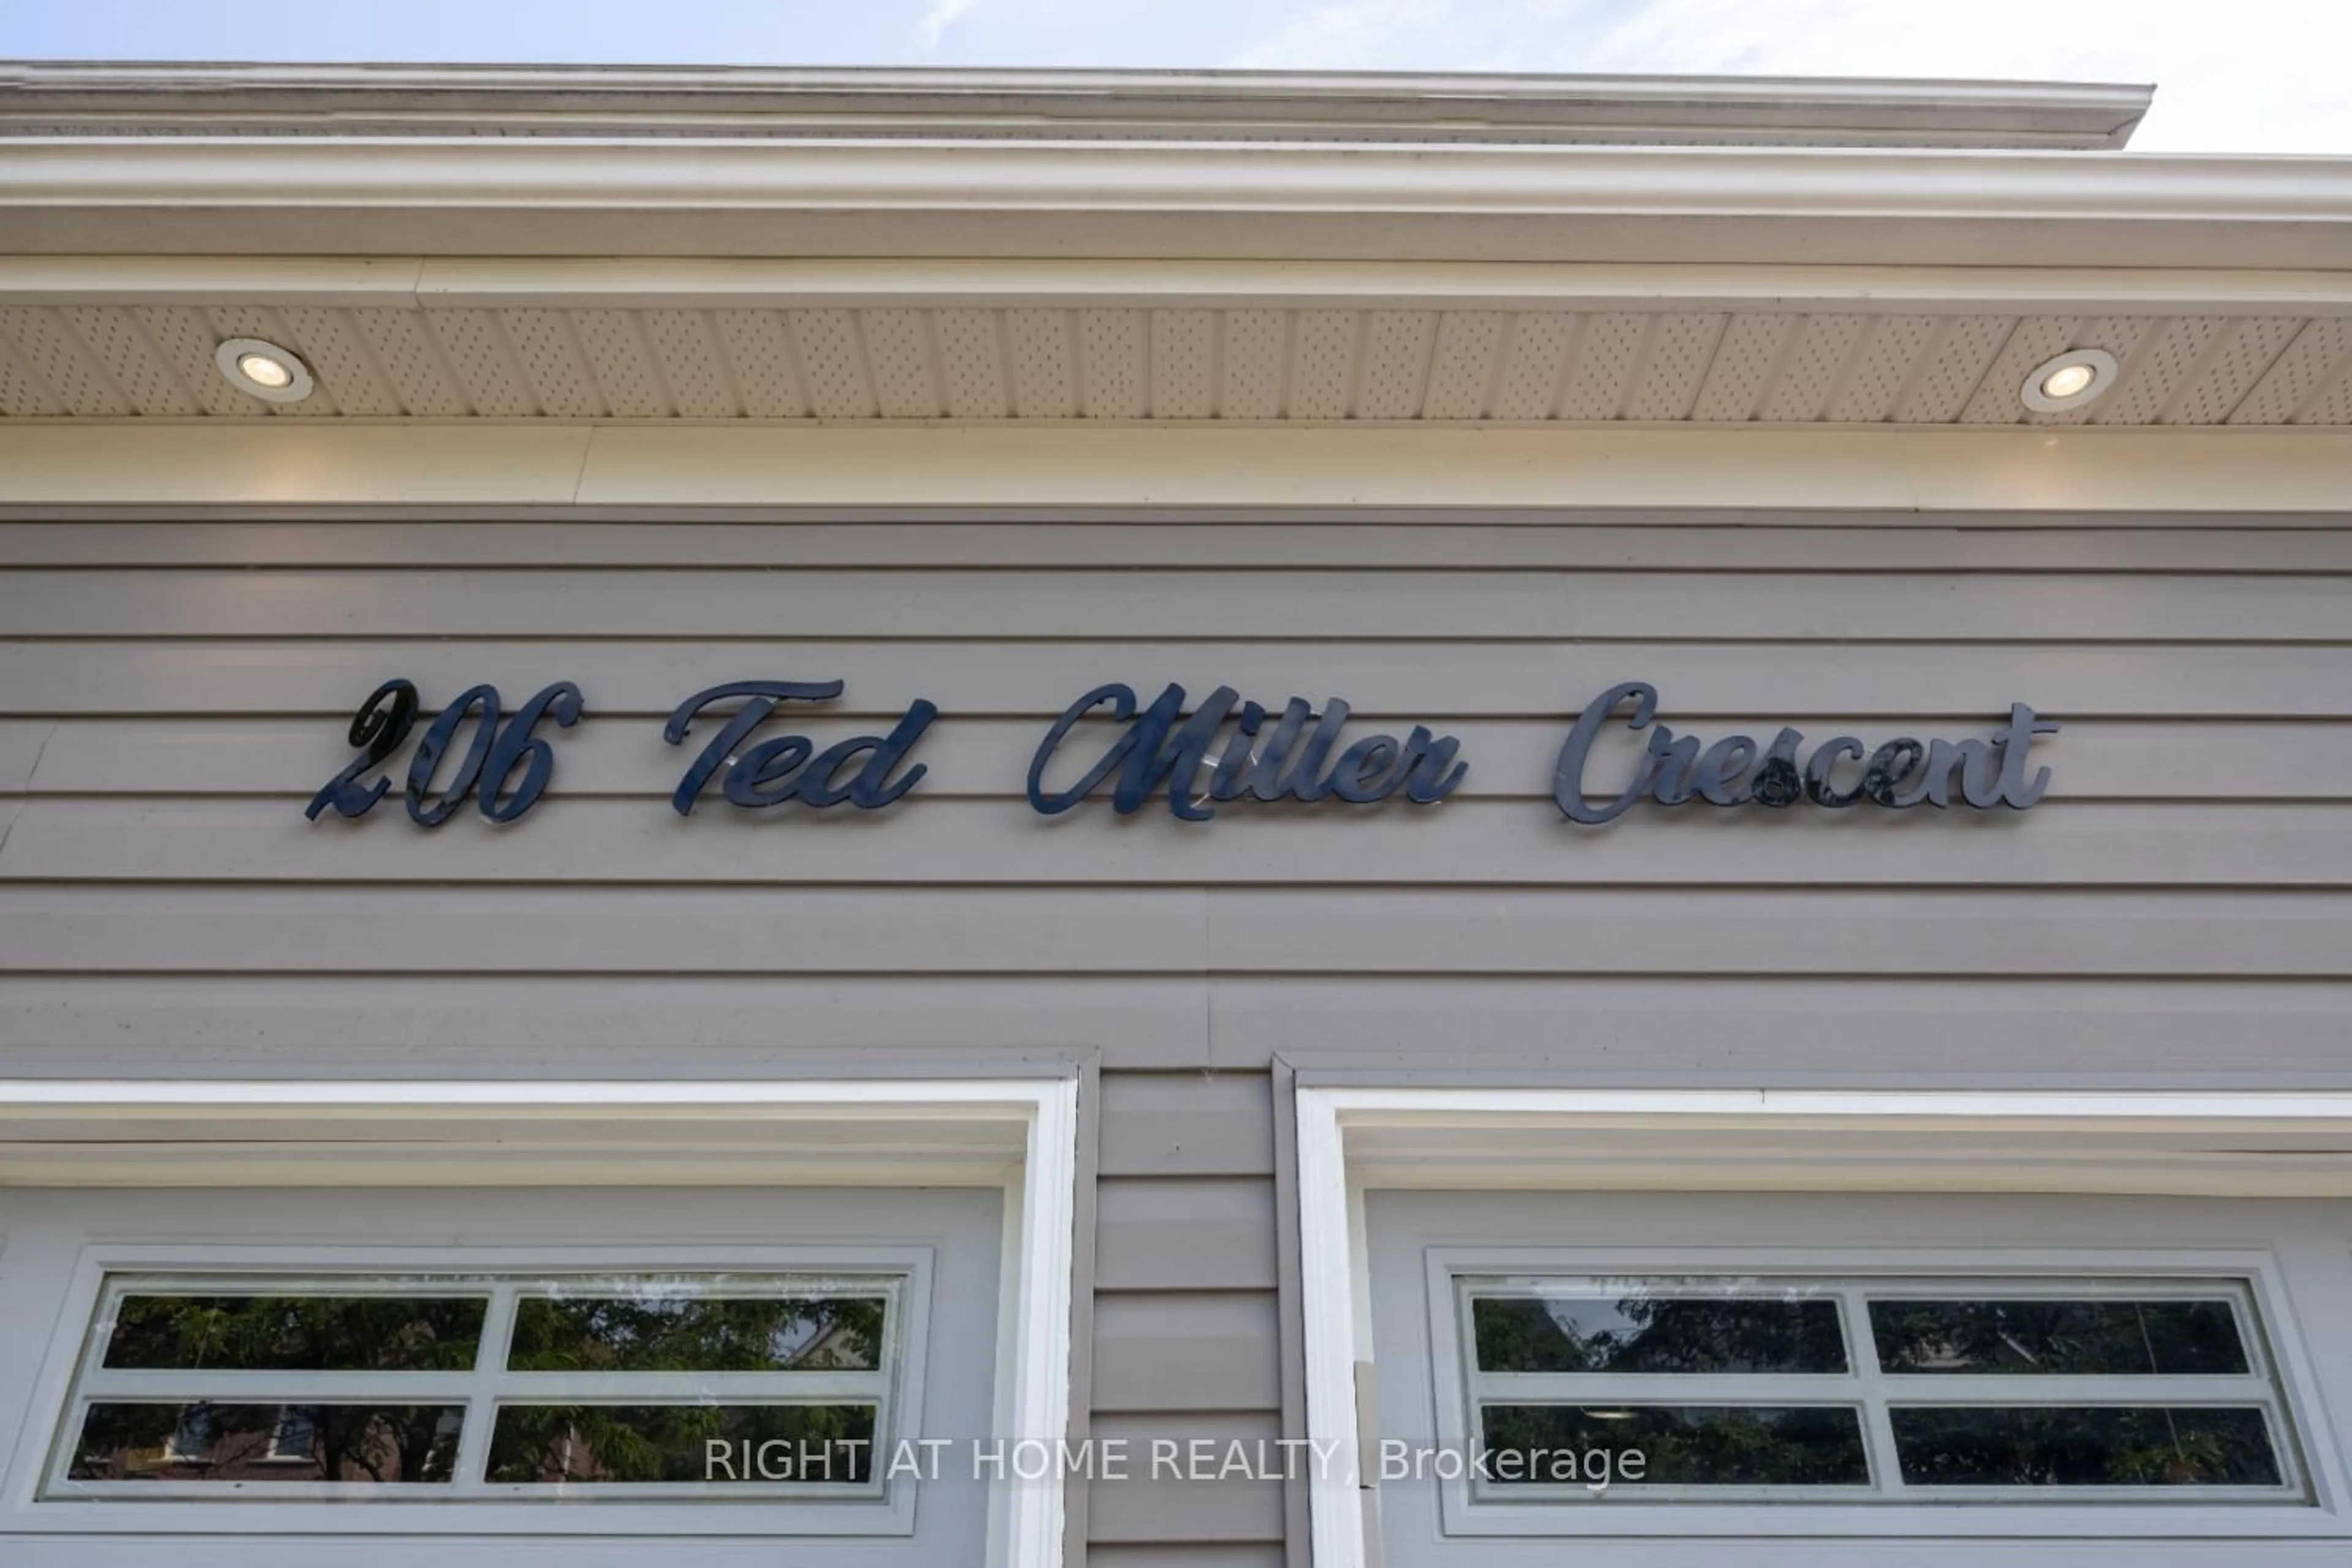 206 Ted Miller Crescent
RIGHT AT HOME REALTY, Brokerage